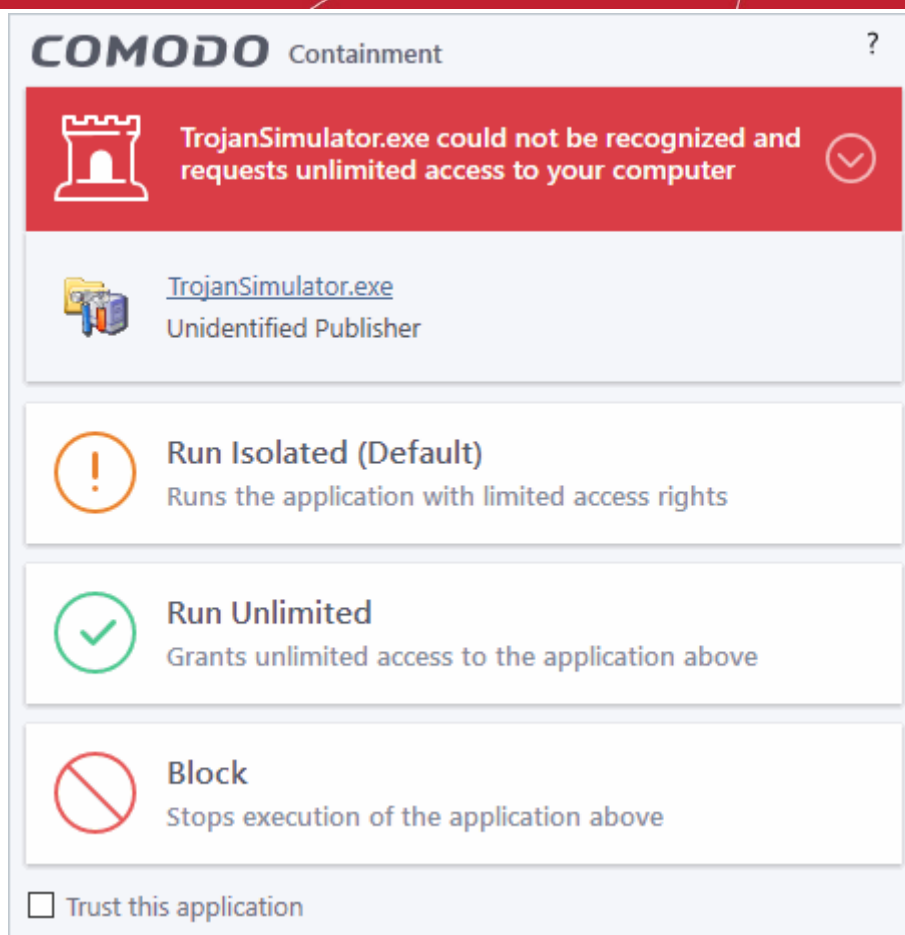 COMODO Containment ?
TrojanSimulator.exe could not be recognized and
requests unlimited access to your computer
TrojanSimulator.exe
Unidentified Publisher
Run Isolated (Default)
Runs the application with limited access rights
Run Unlimited
Grants unlimited access to the application above
Block
Stops execution of the application above
Trust this application